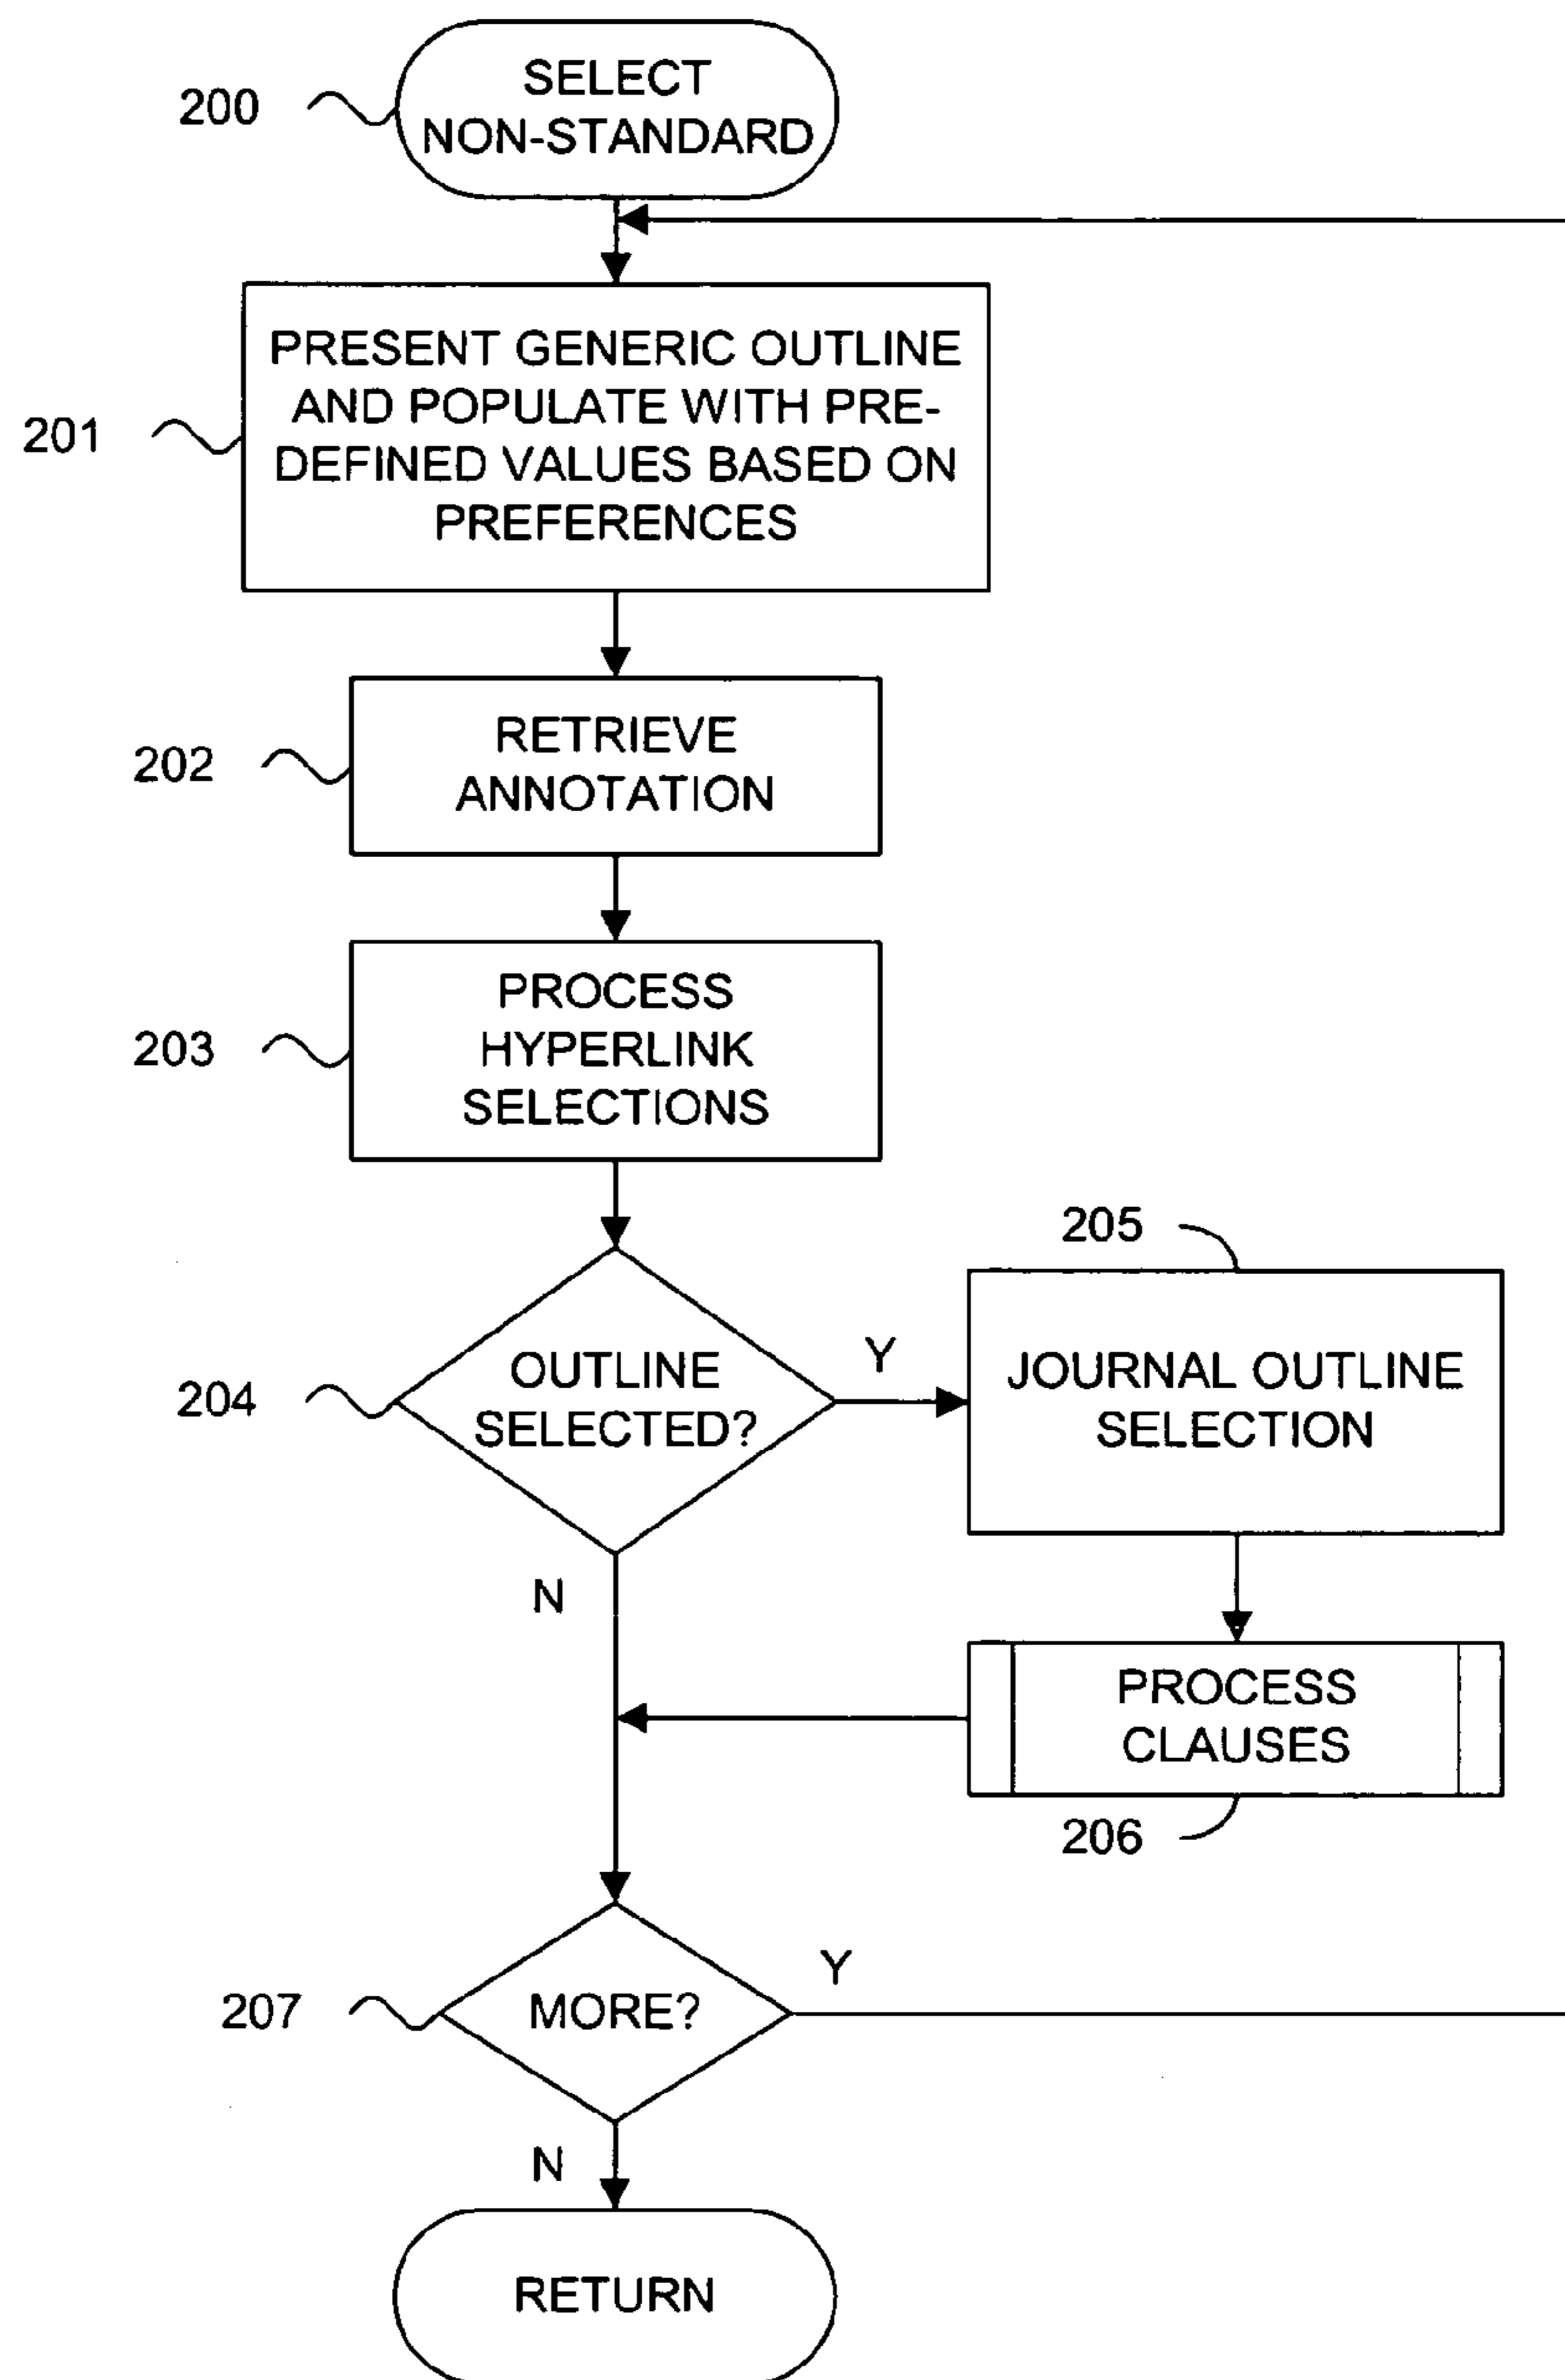 200
SELECT
NON-STANDARD
201
PRESENT GENERIC OUTLINE
AND POPULATE WITH PRE-
DEFINED VALUES BASED ON
PREFERENCES
202
RETRIEVE
ANNOTATION
203
PROCESS
HYPERLINK
SELECTIONS
204
OUTLINE
SELECTED?
Y
205
JOURNAL OUTLINE
SELECTION
N
PROCESS
CLAUSES
206
207
MORE?
Y
N
RETURN